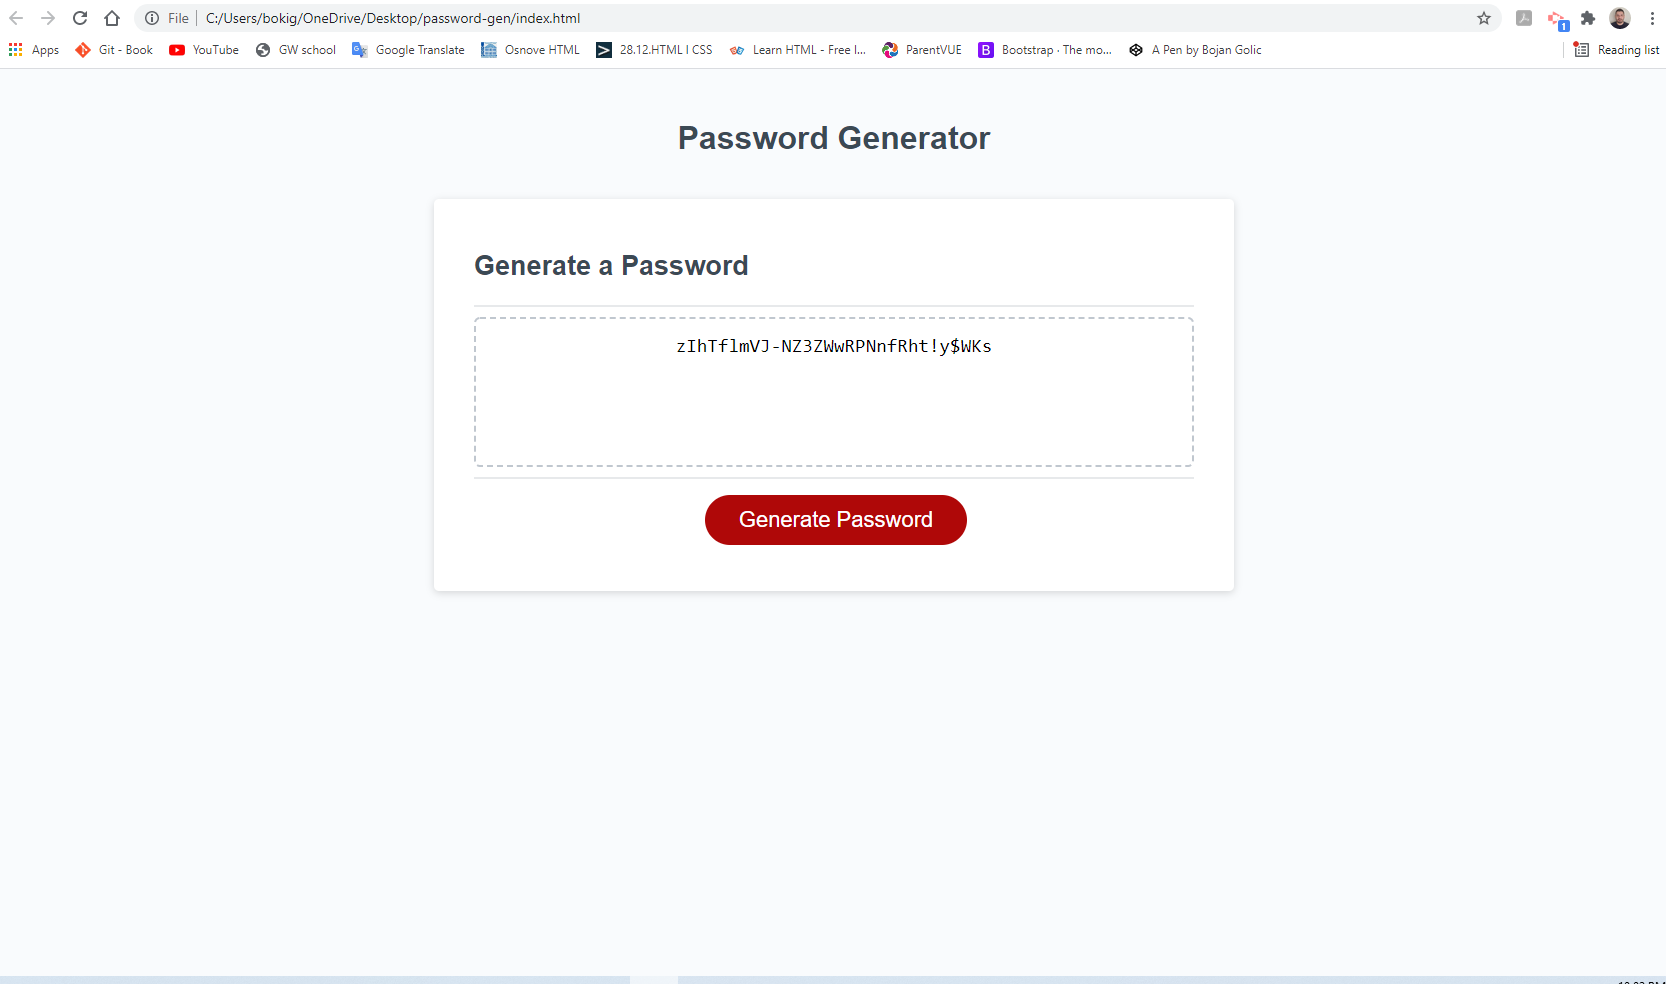 File C:/Users/bokig/OneDrive/Desktop/password-gen/index.html
1
Apps Git - Book YouTube GW school Google Translate Osnove HTML 28.12.HTML I CSS Learn HTML - Free I... ParentVUE B Bootstrap · The mo... A Pen by Bojan Golic Reading list
Password Generator
Generate a Password
zIhTflmVJ-NZ3ZWwRPNnfRht!y$WKs
Generate Password